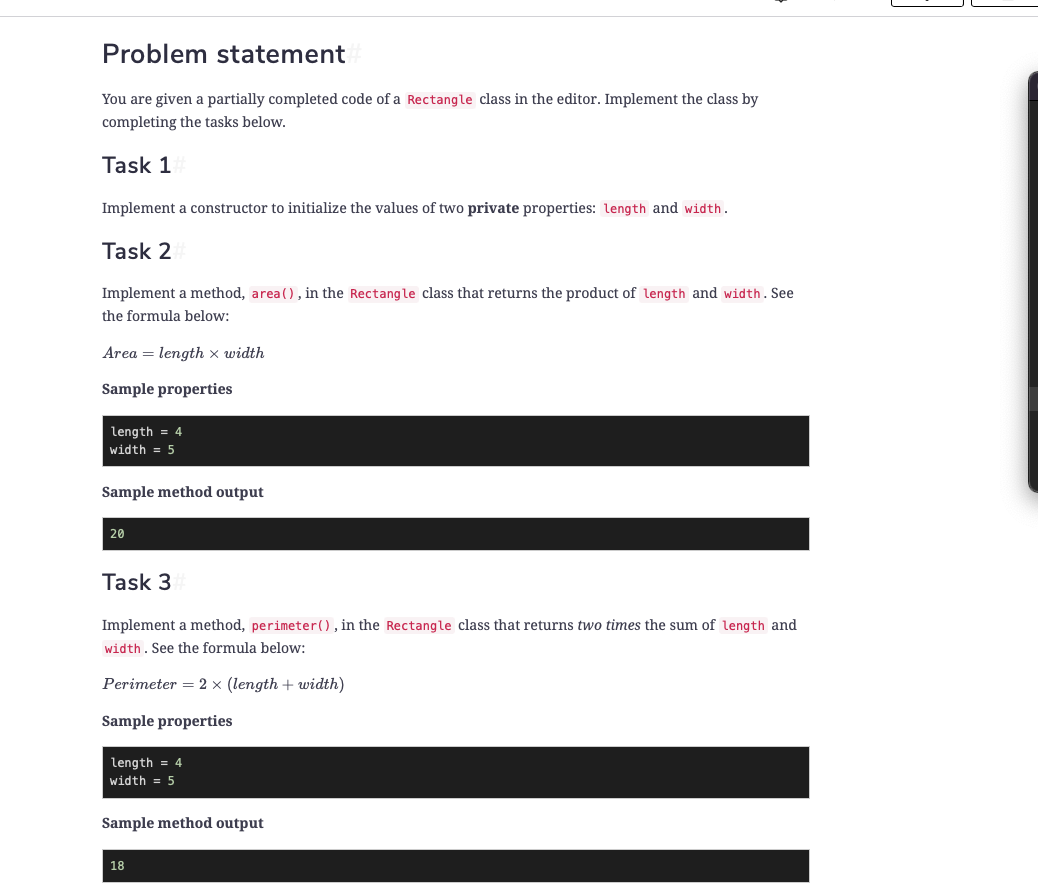 Problem statement#
You are given a partially completed code of a Rectangle class in the editor. Implement the class by
completing the tasks below.
Task 1#
Implement a constructor to initialize the values of two private properties: length and width.
Task 2#
Implement a method, area(), in the Rectangle class that returns the product of length and width. See
the formula below:
Area = length × width
Sample properties
length = 4
width = 5
Sample method output
20
Task 3#
Implement a method, perimeter(), in the Rectangle class that returns two times the sum of length and
width. See the formula below:
Perimeter = 2 × (length + width)
Sample properties
length = 4
width = 5
Sample method output
18